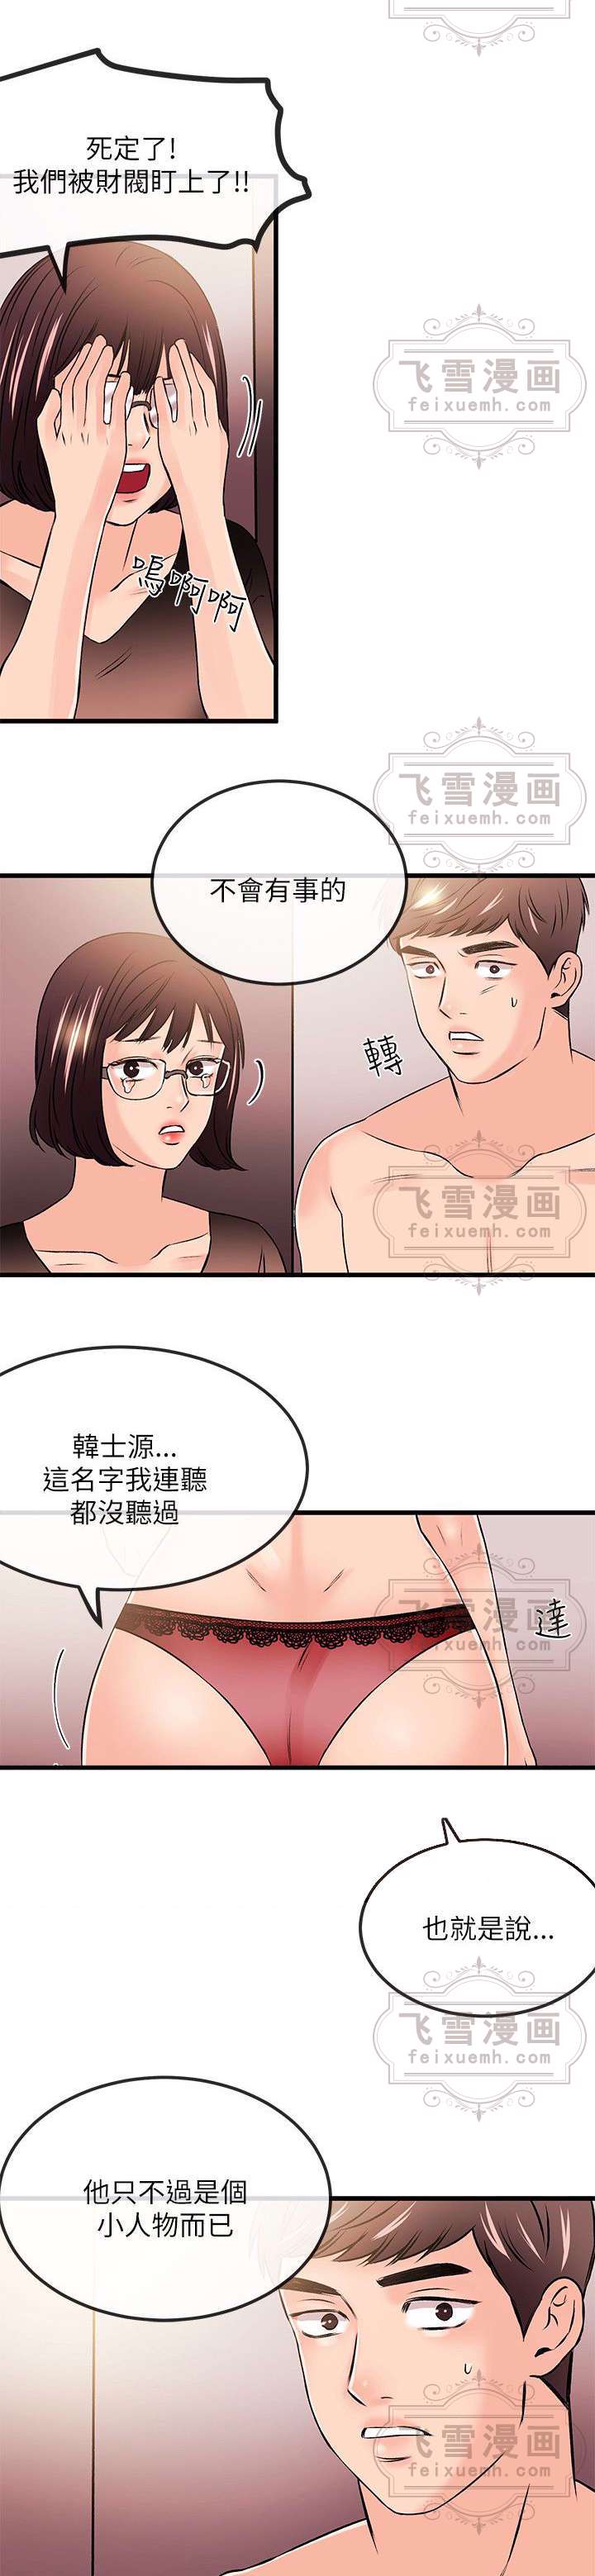 死定了!
我們被財閥盯上了!!
飞雪漫画
feixuemh.com
嗚啊啊
飞雪漫画
feixuemh.com
不會有事的
轉
飞雪漫画
feixuemh.com
韓士源...
這名字我連聽
都沒聽過
達
飞雪漫画
feixuemh.com
也就是說...
飞雪漫画
feixuemh.com
他只不過是個
小人物而已
飞雪漫画
feixuemh.com